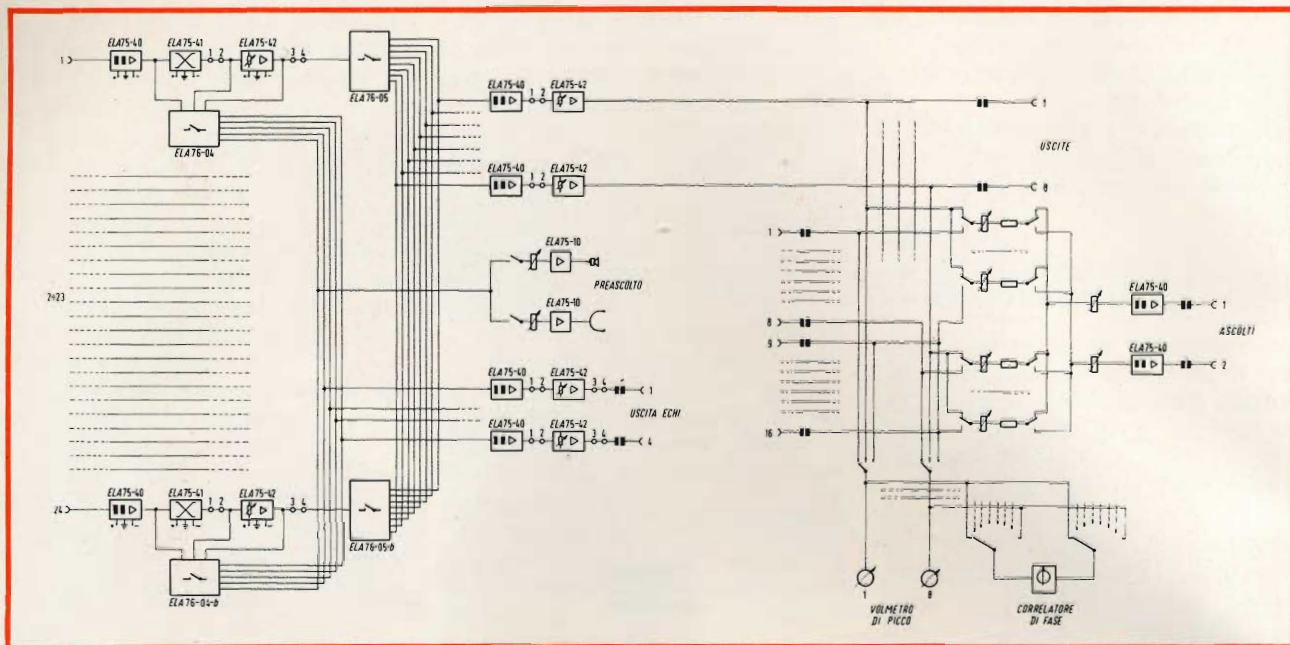 ELA75-40 ELA75-41 ELA75-42
1 1 2 3 4
ELA76-05
ELA76-04
ELA75-40 1 2 ELA75-42
1
USCITE
ELA75-40 1 2 ELA75-42
8
1
2÷23
ELA75-10
PREASCOLTO
ELA75-10
ELA75-40
1
ASCOLTI
8
9
ELA75-40
2
ELA75-40 1 2 ELA75-42 3 4
1
USCITA ECHI
ELA75-40 1 2 ELA75-42 3 4
4
16
ELA75-40 ELA75-41 ELA75-42
24 1 2 3 4
ELA76-05-b
ELA76-04-b
1 8
VOLMETRO
DI PICCO
CORRELATORE
DI FASE